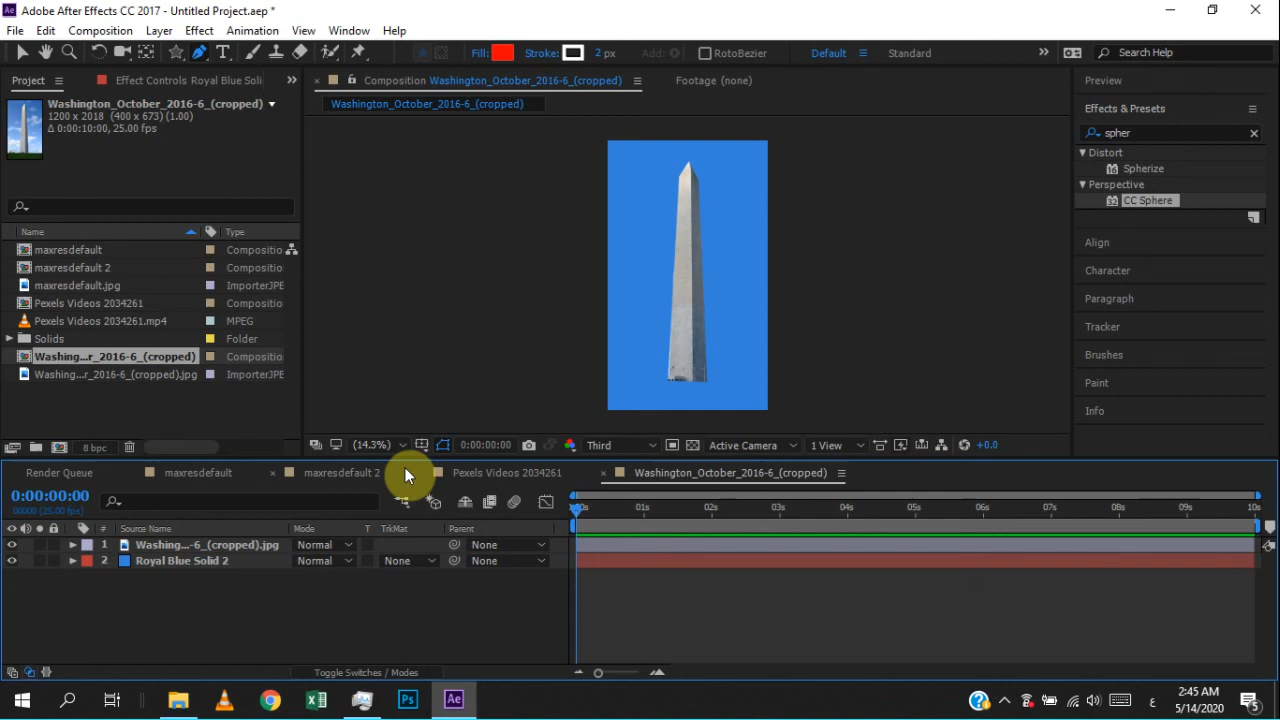 Ae Adobe After Effects CC 2017 - Untitled Project.aep *
File Edit Composition Layer Effect Animation View Window Help
Fill: Stroke: 2 px Add: RotoBezier Default Standard Search Help
Project Effect Controls Royal Blue Soli
Composition Washington_October_2016-6_(cropped) Footage (none)
Preview
Washington_October_2016-6_(cropped)
1200 x 2018 (400 x 673) (1.00)
Δ 0:00:10:00, 25.00 fps
Washington_October_2016-6_(cropped)
Effects & Presets
spher
Distort
Spherize
Perspective
CC Sphere
Align
Character
Paragraph
Tracker
Brushes
Paint
Info
Name Type
maxresdefault Compositio
maxresdefault 2 Compositio
maxresdefault.jpg ImporterJPE
Pexels Videos 2034261 Compositio
Pexels Videos 2034261.mp4 MPEG
Solids Folder
Washing...r_2016-6_(cropped) Compositio
Washing...r_2016-6_(cropped).jpg ImporterJPE
8 bpc
(14.3%) 0:00:00:00 Third Active Camera 1 View +0.0
Render Queue maxresdefault maxresdefault 2 Pexels Videos 2034261 Washington_October_2016-6_(cropped)
0:00:00:00
00000 (25.00 fps)
01s 02s 03s 04s 05s 06s 07s 08s 09s 10s
# Source Name Mode T TrkMat Parent
1 Washing...-6_(cropped).jpg Normal None
2 Royal Blue Solid 2 Normal None None
Toggle Switches / Modes
Ps Ae
ع
2:45 AM
5/14/2020
5